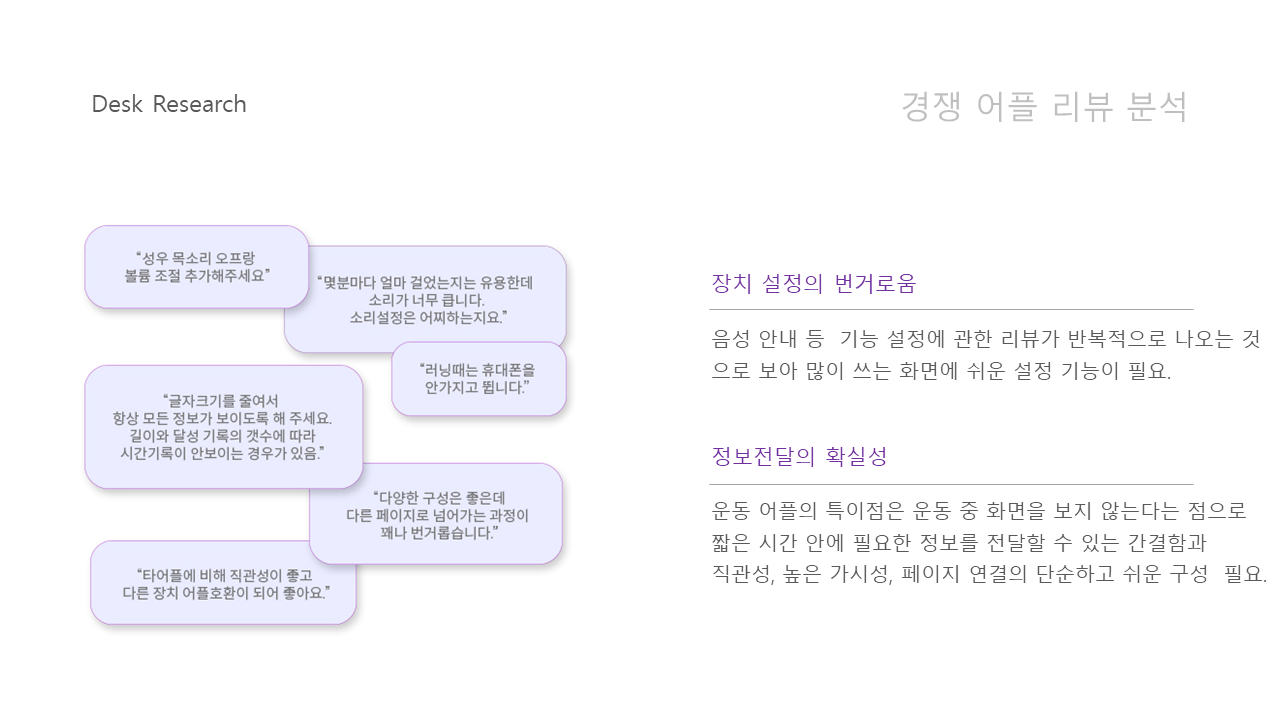 Desk Research
경쟁 어플 리뷰 분석
“성우 목소리 오프랑
볼륨 조절 추가해주세요”
“몇분마다 얼마 걸었는지는 유용한데
소리가 너무 큽니다.
소리설정은 어찌하는지요.”
“러닝때는 휴대폰을
안가지고 뜁니다.”
“글자크기를 줄여서
항상 모든 정보가 보이도록 해 주세요.
길이와 달성 기록의 갯수에 따라
시간기록이 안보이는 경우가 있음.”
“다양한 구성은 좋은데
다른 페이지로 넘어가는 과정이
꽤나 번거롭습니다.”
“타어플에 비해 직관성이 좋고
다른 장치 어플호환이 되어 좋아요.”
장치 설정의 번거로움
음성 안내 등  기능 설정에 관한 리뷰가 반복적으로 나오는 것
으로 보아 많이 쓰는 화면에 쉬운 설정 기능이 필요.
정보전달의 확실성
운동 어플의 특이점은 운동 중 화면을 보지 않는다는 점으로
짧은 시간 안에 필요한 정보를 전달할 수 있는 간결함과
직관성, 높은 가시성, 페이지 연결의 단순하고 쉬운 구성  필요.